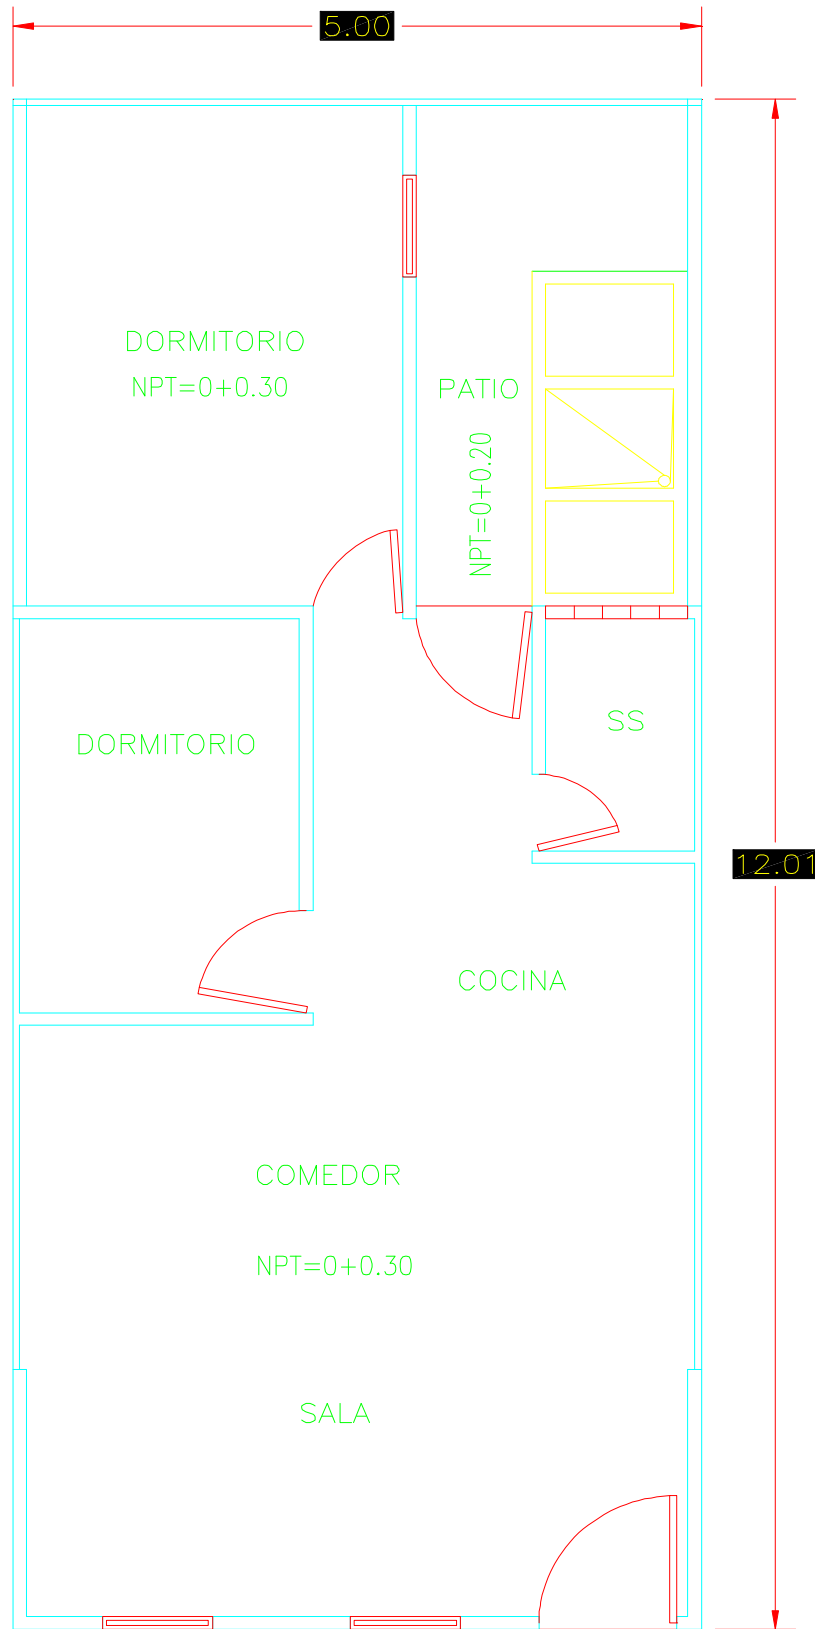 5.00
DORMITORIO
NPT=0+0.30
PATIO
NPT=0+0.20
SS
DORMITORIO
12.01
COCINA
COMEDOR
NPT=0+0.30
SALA